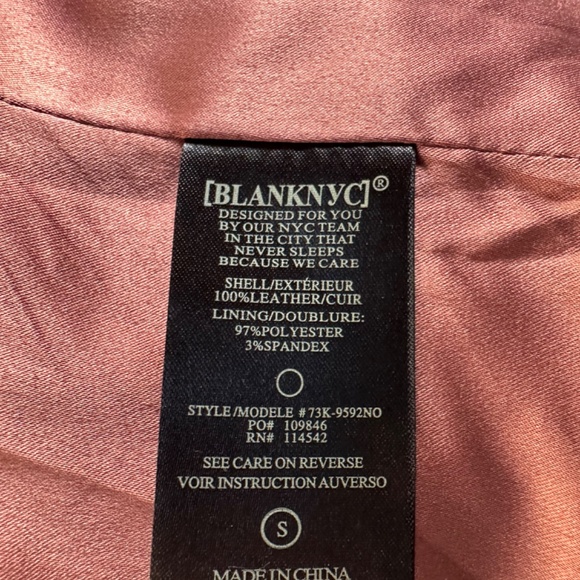 [BLANKNYC]®
DESIGNED FOR YOU
BY OUR NYC TEAM
IN THE CITY THAT
NEVER SLEEPS
BECAUSE WE CARE
SHELL/EXTÉRIEUR
100%LEATHER/CUIR
LINING/DOUBLURE:
97%POLYESTER
3%SPANDEX
STYLE/MODELE #73K-9592NO
PO# 109846
RN# 114542
SEE CARE ON REVERSE
VOIR INSTRUCTION AUVERSO
S
MADE IN CHINA